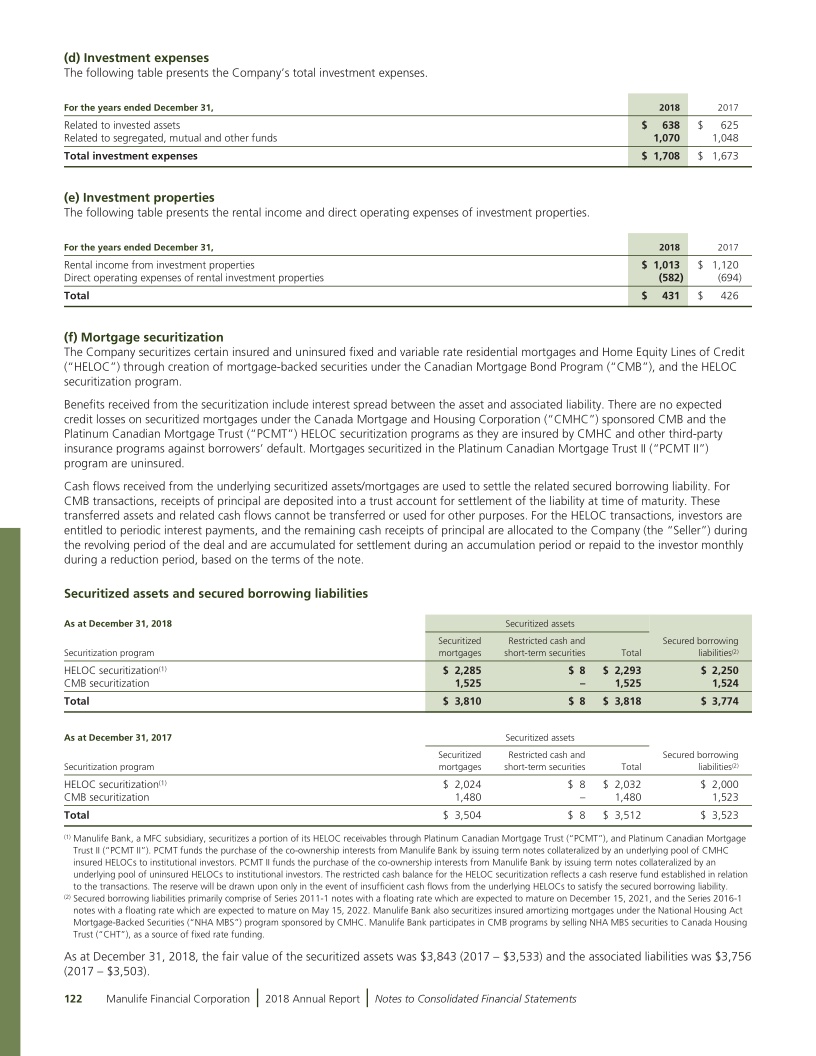 (d) Investment expenses
The following table presents the Company's total investment expenses.
For the years ended December 31, 2018 2017
Related to invested assets $ 638 $ 625
Related to segregated, mutual and other funds 1,070 1,048
Total investment expenses $ 1,708 $ 1,673
(e) Investment properties
The following table presents the rental income and direct operating expenses of investment properties.
For the years ended December 31, 2018 2017
Rental income from investment properties $ 1,013 $ 1,120
Direct operating expenses of rental investment properties (582) (694)
Total $ 431 $ 426
(f) Mortgage securitization
The Company securitizes certain insured and uninsured fixed and variable rate residential mortgages and Home Equity Lines of Credit
("HELOC") through creation of mortgage-backed securities under the Canadian Mortgage Bond Program ("CMB"), and the HELOC
securitization program.
Benefits received from the securitization include interest spread between the asset and associated liability. There are no expected
credit losses on securitized mortgages under the Canada Mortgage and Housing Corporation ("CMHC") sponsored CMB and the
Platinum Canadian Mortgage Trust ("PCMT") HELOC securitization programs as they are insured by CMHC and other third-party
insurance programs against borrowers' default. Mortgages securitized in the Platinum Canadian Mortgage Trust II ("PCMT II")
program are uninsured.
Cash flows received from the underlying securitized assets/mortgages are used to settle the related secured borrowing liability. For
CMB transactions, receipts of principal are deposited into a trust account for settlement of the liability at time of maturity. These
transferred assets and related cash flows cannot be transferred or used for other purposes. For the HELOC transactions, investors are
entitled to periodic interest payments, and the remaining cash receipts of principal are allocated to the Company (the "Seller") during
the revolving period of the deal and are accumulated for settlement during an accumulation period or repaid to the investor monthly
during a reduction period, based on the terms of the note.
Securitized assets and secured borrowing liabilities
As at December 31, 2018 Securitized assets
Securitized Restricted cash and Secured borrowing
Securitization program mortgages short-term securities Total liabilities(2)
HELOC securitization(1) $ 2,285 $ 8 $ 2,293 $ 2,250
CMB securitization 1,525 – 1,525 1,524
Total $ 3,810 $ 8 $ 3,818 $ 3,774
As at December 31, 2017 Securitized assets
Securitized Restricted cash and Secured borrowing
Securitization program mortgages short-term securities Total liabilities(2)
HELOC securitization(1) $ 2,024 $ 8 $ 2,032 $ 2,000
CMB securitization 1,480 – 1,480 1,523
Total $ 3,504 $ 8 $ 3,512 $ 3,523
(1) Manulife Bank, a MFC subsidiary, securitizes a portion of its HELOC receivables through Platinum Canadian Mortgage Trust ("PCMT"), and Platinum Canadian Mortgage
Trust II ("PCMT II"). PCMT funds the purchase of the co-ownership interests from Manulife Bank by issuing term notes collateralized by an underlying pool of CMHC
insured HELOCs to institutional investors. PCMT II funds the purchase of the co-ownership interests from Manulife Bank by issuing term notes collateralized by an
underlying pool of uninsured HELOCs to institutional investors. The restricted cash balance for the HELOC securitization reflects a cash reserve fund established in relation
to the transactions. The reserve will be drawn upon only in the event of insufficient cash flows from the underlying HELOCs to satisfy the secured borrowing liability.
(2) Secured borrowing liabilities primarily comprise of Series 2011-1 notes with a floating rate which are expected to mature on December 15, 2021, and the Series 2016-1
notes with a floating rate which are expected to mature on May 15, 2022. Manulife Bank also securitizes insured amortizing mortgages under the National Housing Act
Mortgage-Backed Securities ("NHA MBS") program sponsored by CMHC. Manulife Bank participates in CMB programs by selling NHA MBS securities to Canada Housing
Trust ("CHT"), as a source of fixed rate funding.
As at December 31, 2018, the fair value of the securitized assets was $3,843 (2017 – $3,533) and the associated liabilities was $3,756
(2017 – $3,503).
122 Manulife Financial Corporation | 2018 Annual Report | Notes to Consolidated Financial Statements